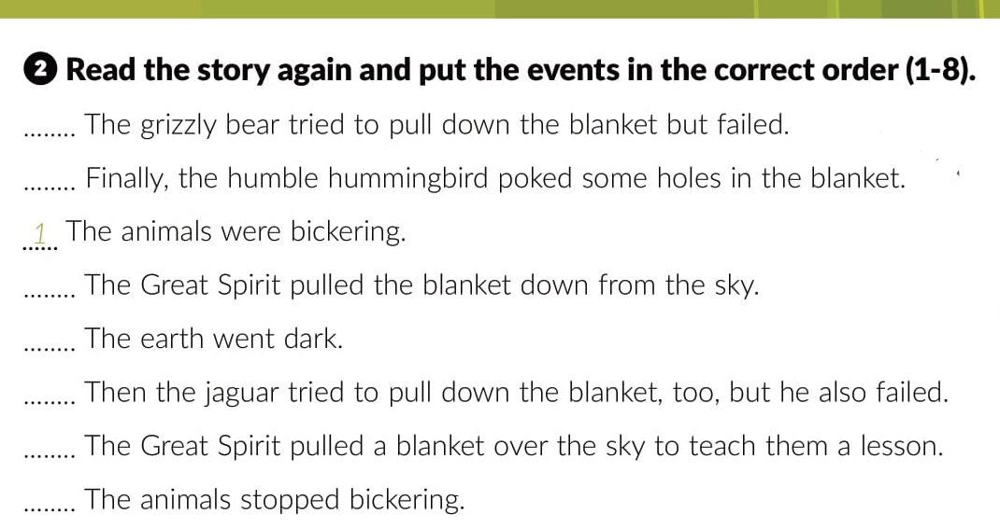 2 Read the story again and put the events in the correct order (1-8).
........ The grizzly bear tried to pull down the blanket but failed.
........ Finally, the humble hummingbird poked some holes in the blanket.
..1... The animals were bickering.
........ The Great Spirit pulled the blanket down from the sky.
........ The earth went dark.
........ Then the jaguar tried to pull down the blanket, too, but he also failed.
........ The Great Spirit pulled a blanket over the sky to teach them a lesson.
........ The animals stopped bickering.